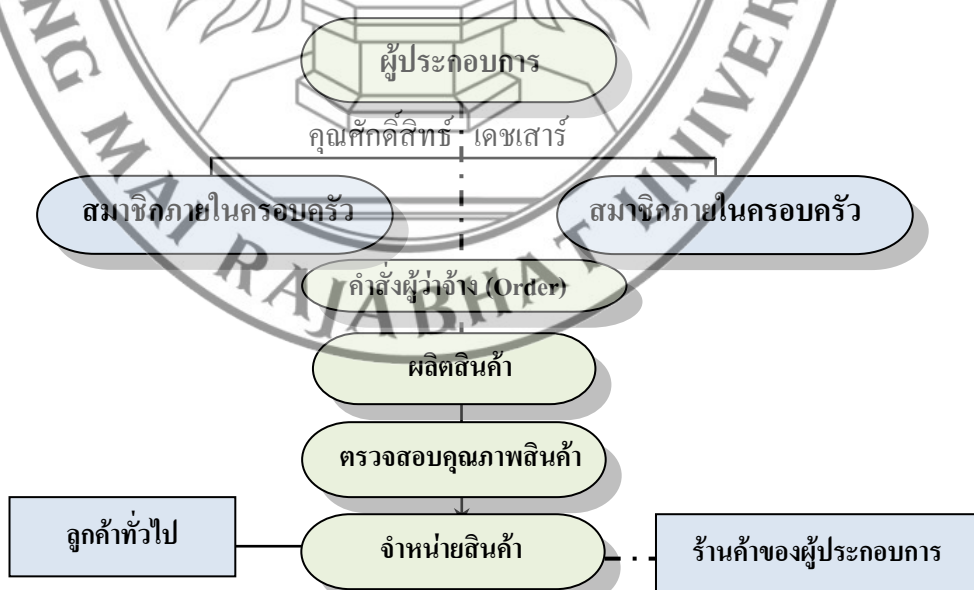 ผู้ประกอบการ
คุณศักดิ์สิทธ์ เดชเสาร์
สมาชิกภายในครอบครัว
สมาชิกภายในครอบครัว
คำสั่งผู้ว่าจ้าง (Order)
ผลิตสินค้า
ตรวจสอบคุณภาพสินค้า
ลูกค้าทั่วไป
จำหน่ายสินค้า
ร้านค้าของผู้ประกอบการ
NG MAI RAJABHAT UNIVER